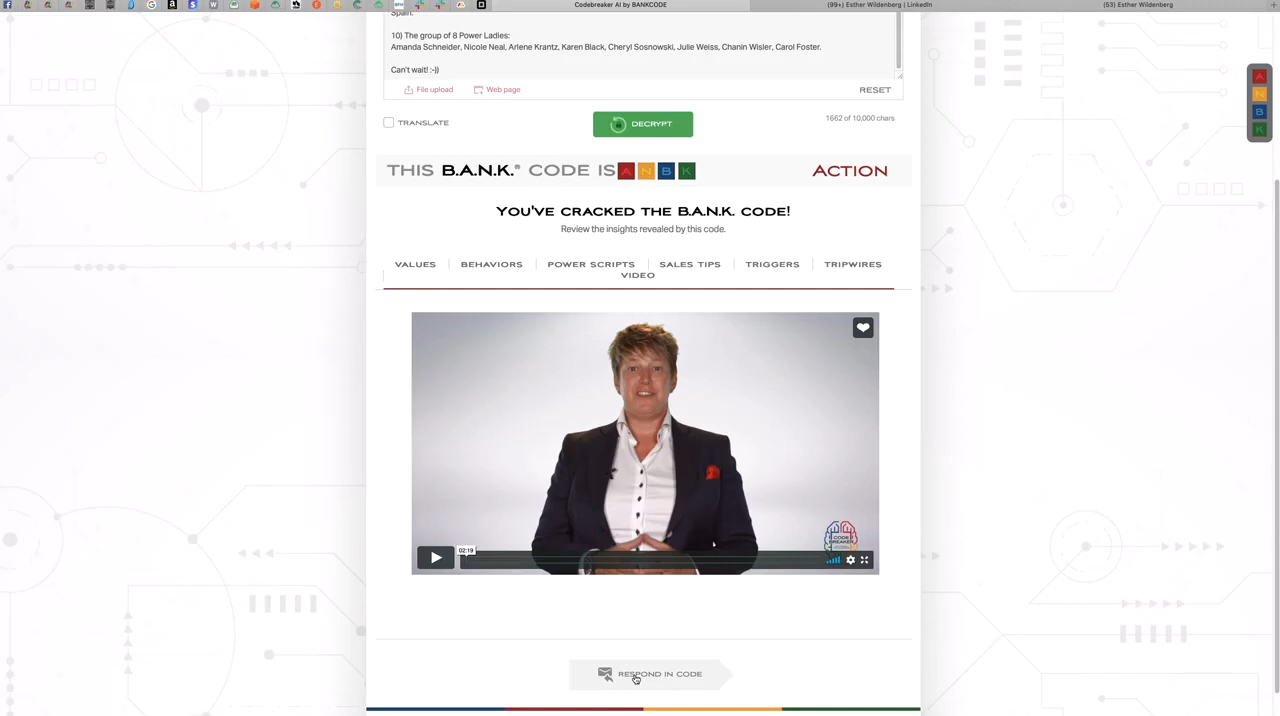 Codebreaker AI by BANKCODE
(99+) Esther Wildenberg | LinkedIn
(53) Esther Wildenberg
Spain.
10) The group of 8 Power Ladies:
Amanda Schneider, Nicole Neal, Arlene Krantz, Karen Black, Cheryl Sosnowski, Julie Weiss, Chanin Wisler, Carol Foster.
Can't wait! :-))
File upload
Web page
RESET
TRANSLATE
DECRYPT
1662 of 10,000 chars
THIS B.A.N.K.® CODE IS A N B K
ACTION
YOU'VE CRACKED THE B.A.N.K. CODE!
Review the insights revealed by this code.
VALUES
BEHAVIORS
POWER SCRIPTS
SALES TIPS
TRIGGERS
TRIPWIRES
VIDEO
CODE
BREAKER
02:19
RESPOND IN CODE
A
N
B
K